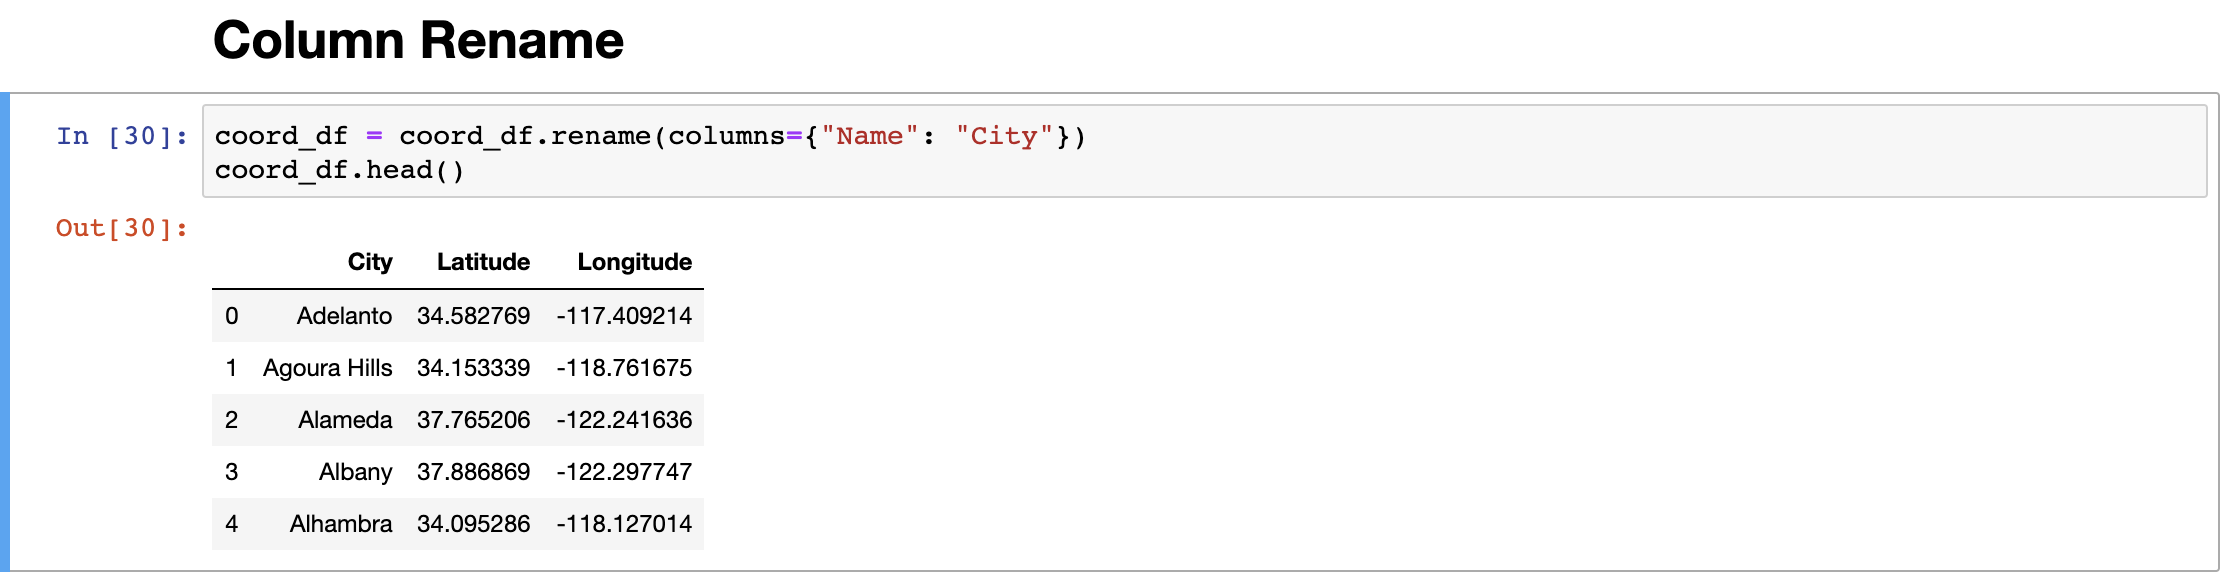 Column Rename
In [30]: coord_df = coord_df.rename(columns={"Name": "City"})
coord_df.head()
Out[30]:
City Latitude Longitude
0 Adelanto 34.582769 -117.409214
1 Agoura Hills 34.153339 -118.761675
2 Alameda 37.765206 -122.241636
3 Albany 37.886869 -122.297747
4 Alhambra 34.095286 -118.127014